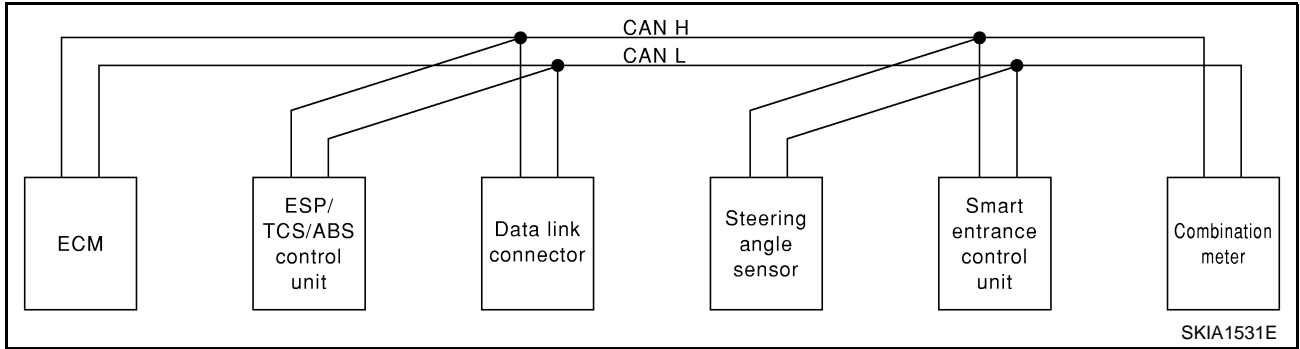 CAN H
CAN L
ECM
ESP/
TCS/ABS
control
unit
Data link
connector
Steering
angle
sensor
Smart
entrance
control
unit
Combination
meter
SKIA1531E